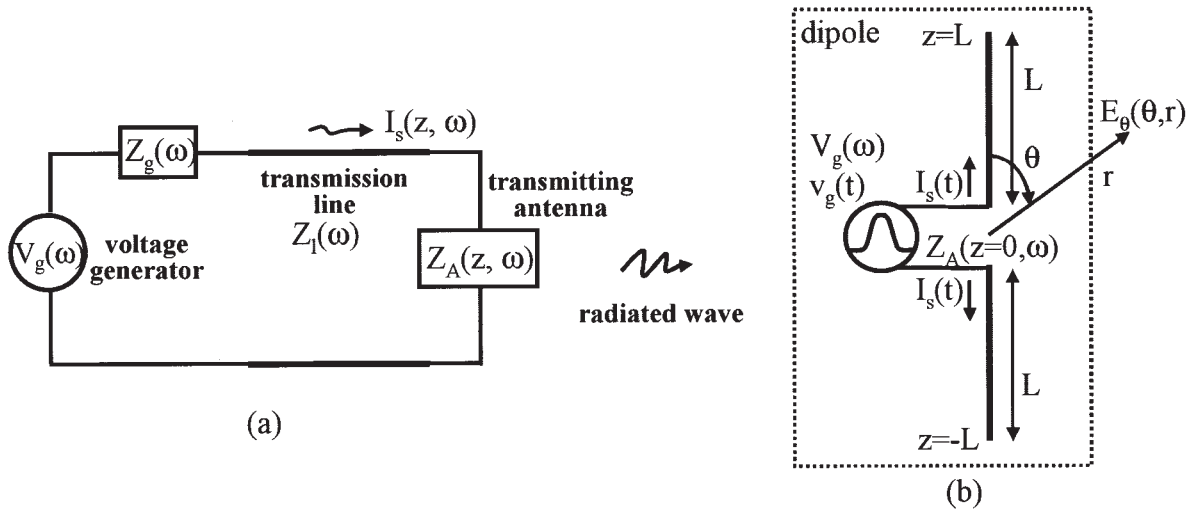 Z_g(ω)
I_s(z, ω)
transmission
line
Z_l(ω)
transmitting
antenna
V_g(ω)
voltage
generator
Z_A(z, ω)
radiated wave
(a)
dipole
z=L
L
E_θ(θ,r)
V_g(ω)
v_g(t)
I_s(t)
θ
r
Z_A(z=0,ω)
I_s(t)
L
z=-L
(b)